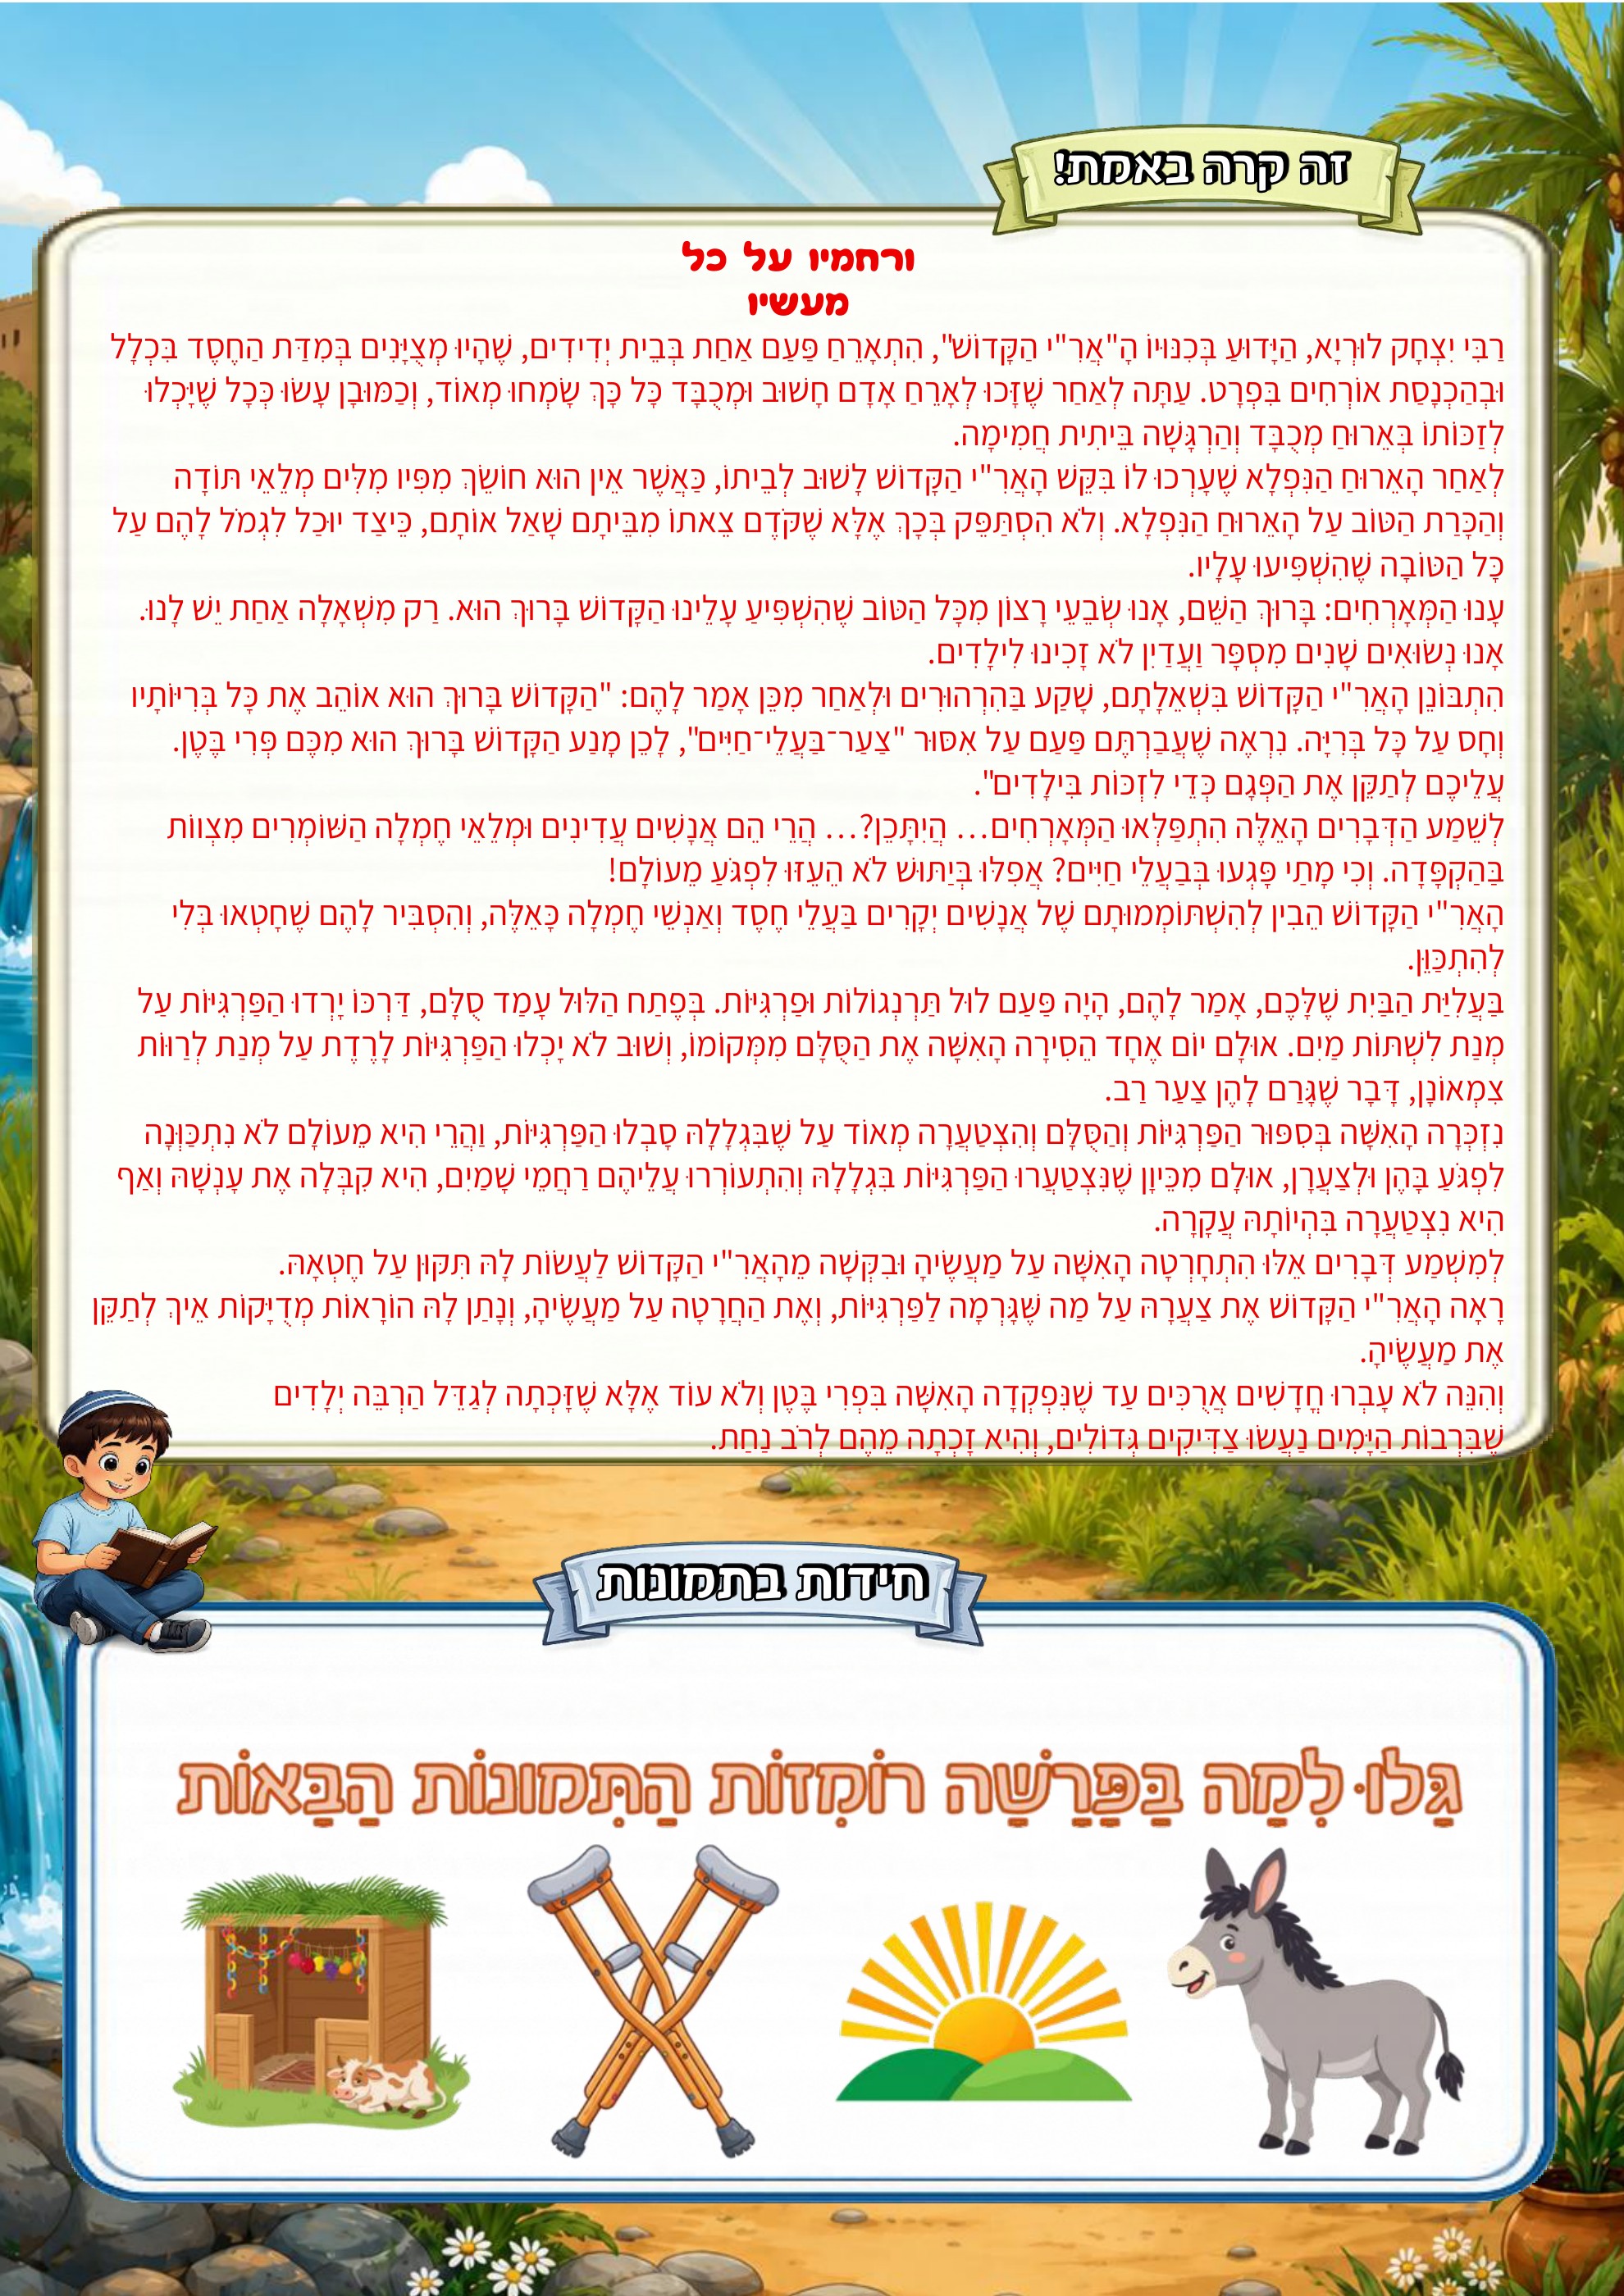 זה קרה באמת!
ורחמיו על כל
מעשיו
רַבִּי יִצְחָק לוּרְיָא, הַיָּדוּעַ בְּכִנּוּיוֹ הָ"אֲרִ"י הַקָּדוֹשׁ", הִתְאָרֵחַ פַּעַם אַחַת בְּבֵית יְדִידִים, שֶׁהָיוּ מְצֻיָּנִים בְּמִדַּת הַחֶסֶד בִּכְלָל
וּבְהַכְנָסַת אוֹרְחִים בִּפְרָט. עַתָּה לְאַחַר שֶׁזָּכוּ לְאָרֵחַ אָדָם חָשׁוּב וּמְכֻבָּד כָּל כָּךְ שָׂמְחוּ מְאוֹד, וְכַמּוּבָן עָשׂוּ כְּכָל שֶׁיָּכְלוּ
לְזַכּוֹתוֹ בְּאֵרוּחַ מְכֻבָּד וְהַרְגָּשָׁה בֵּיתִית חֲמִימָה.
לְאַחַר הָאֵרוּחַ הַנִּפְלָא שֶׁעָרְכוּ לוֹ בִּקֵּשׁ הָאֲרִ"י הַקָּדוֹשׁ לָשׁוּב לְבֵיתוֹ, כַּאֲשֶׁר אֵין הוּא חוֹשֵׂךְ מִפִּיו מִלִּים מְלֵאֵי תּוֹדָה
וְהַכָּרַת הַטּוֹב עַל הָאֵרוּחַ הַנִּפְלָא. וְלֹא הִסְתַּפֵּק בְּכָךְ אֶלָּא שֶׁקֹּדֶם צֵאתוֹ מִבֵּיתָם שָׁאַל אוֹתָם, כֵּיצַד יוּכַל לִגְמֹל לָהֶם עַל
כָּל הַטּוֹבָה שֶׁהִשְׁפִּיעוּ עָלָיו.
עָנוּ הַמְּאָרְחִים: בָּרוּךְ הַשֵּׁם, אָנוּ שְׂבֵעֵי רָצוֹן מִכָּל הַטּוֹב שֶׁהִשְׁפִּיעַ עָלֵינוּ הַקָּדוֹשׁ בָּרוּךְ הוּא. רַק מִשְׁאָלָה אַחַת יֵשׁ לָנוּ.
אָנוּ נְשׂוּאִים שָׁנִים מִסְפָּר וַעֲדַיִן לֹא זָכִינוּ לִילָדִים.
הִתְבּוֹנֵן הָאֲרִ"י הַקָּדוֹשׁ בִּשְׁאֵלָתָם, שָׁקַע בַּהִרְהוּרִים וּלְאַחַר מִכֵּן אָמַר לָהֶם: "הַקָּדוֹשׁ בָּרוּךְ הוּא אוֹהֵב אֶת כָּל בְּרִיּוֹתָיו
וְחָס עַל כָּל בְּרִיָּה. נִרְאֶה שֶׁעֲבַרְתֶּם פַּעַם עַל אִסּוּר "צַעַר־בַּעֲלֵי־חַיִּים", לָכֵן מָנַע הַקָּדוֹשׁ בָּרוּךְ הוּא מִכֶּם פְּרִי בֶּטֶן.
עֲלֵיכֶם לְתַקֵּן אֶת הַפְּגָם כְּדֵי לִזְכּוֹת בִּילָדִים".
לְשֵׁמַע הַדְּבָרִים הָאֵלֶּה הִתְפַּלְּאוּ הַמְּאָרְחִים... הֲיִתָּכֵן?... הֲרֵי הֵם אֲנָשִׁים עֲדִינִים וּמְלֵאֵי חֶמְלָה הַשּׁוֹמְרִים מִצְווֹת
בַּהַקְפָּדָה. וְכִי מָתַי פָּגְעוּ בְּבַעֲלֵי חַיִּים? אֲפִלּוּ בְּיַתּוּשׁ לֹא הֵעֵזּוּ לִפְגֹּעַ מֵעוֹלָם!
הָאֲרִ"י הַקָּדוֹשׁ הֵבִין לְהִשְׁתּוֹמְמוּתָם שֶׁל אֲנָשִׁים יְקָרִים בַּעֲלֵי חֶסֶד וְאַנְשֵׁי חֶמְלָה כָּאֵלֶּה, וְהִסְבִּיר לָהֶם שֶׁחָטְאוּ בְּלִי
לְהִתְכַּוֵּן.
בַּעֲלִיַּת הַבַּיִת שֶׁלָּכֶם, אָמַר לָהֶם, הָיָה פַּעַם לוּל תַּרְנְגוֹלוֹת וּפַרְגִּיּוֹת. בְּפֶתַח הַלּוּל עָמַד סֻלָּם, דַּרְכּוֹ יָרְדוּ הַפַּרְגִּיּוֹת עַל
מְנַת לִשְׁתּוֹת מַיִם. אוּלָם יוֹם אֶחָד הֵסִירָה הָאִשָּׁה אֶת הַסֻּלָּם מִמְּקוֹמוֹ, וְשׁוּב לֹא יָכְלוּ הַפַּרְגִּיּוֹת לָרֶדֶת עַל מְנַת לְרַוּוֹת
צִמְאוֹנָן, דָּבָר שֶׁגָּרַם לָהֶן צַעַר רַב.
נִזְכְּרָה הָאִשָּׁה בְּסִפּוּר הַפַּרְגִּיּוֹת וְהַסֻּלָּם וְהִצְטַעֲרָה מְאוֹד עַל שֶׁבִּגְלָלָהּ סָבְלוּ הַפַּרְגִּיּוֹת, וַהֲרֵי הִיא מֵעוֹלָם לֹא נִתְכַּוְּנָה
לִפְגֹּעַ בָּהֶן וּלְצַעֲרָן, אוּלָם מִכֵּיוָן שֶׁנִּצְטַעֲרוּ הַפַּרְגִּיּוֹת בִּגְלָלָהּ וְהִתְעוֹרְרוּ עֲלֵיהֶם רַחֲמֵי שָׁמַיִם, הִיא קִבְּלָה אֶת עָנְשָׁהּ וְאַף
הִיא נִצְטַעֲרָה בִּהְיוֹתָהּ עֲקָרָה.
לְמִשְׁמַע דְּבָרִים אֵלּוּ הִתְחָרְטָה הָאִשָּׁה עַל מַעֲשֶׂיהָ וּבִקְּשָׁה מֵהָאֲרִ"י הַקָּדוֹשׁ לַעֲשׂוֹת לָהּ תִּקּוּן עַל חֶטְאָהּ.
רָאָה הָאֲרִ"י הַקָּדוֹשׁ אֶת צַעֲרָהּ עַל מַה שֶּׁגָּרְמָה לַפַּרְגִּיּוֹת, וְאֶת הַחֲרָטָה עַל מַעֲשֶׂיהָ, וְנָתַן לָהּ הוֹרָאוֹת מְדֻיָּקוֹת אֵיךְ לְתַקֵּן
אֶת מַעֲשֶׂיהָ.
וְהִנֵּה לֹא עָבְרוּ חֳדָשִׁים אֲרֻכִּים עַד שֶׁנִּפְקְדָה הָאִשָּׁה בִּפְרִי בֶּטֶן וְלֹא עוֹד אֶלָּא שֶׁזָּכְתָה לְגַדֵּל הַרְבֵּה יְלָדִים
שֶׁבִּרְבוֹת הַיָּמִים נַעֲשׂוּ צַדִּיקִים גְּדוֹלִים, וְהִיא זָכְתָה מֵהֶם לְרֹב נַחַת.
חידות בתמונות
גַּלּוּ לְמַה בַּפָּרָשָׁה רוֹמְזוֹת הַתְּמוּנוֹת הַבָּאוֹת